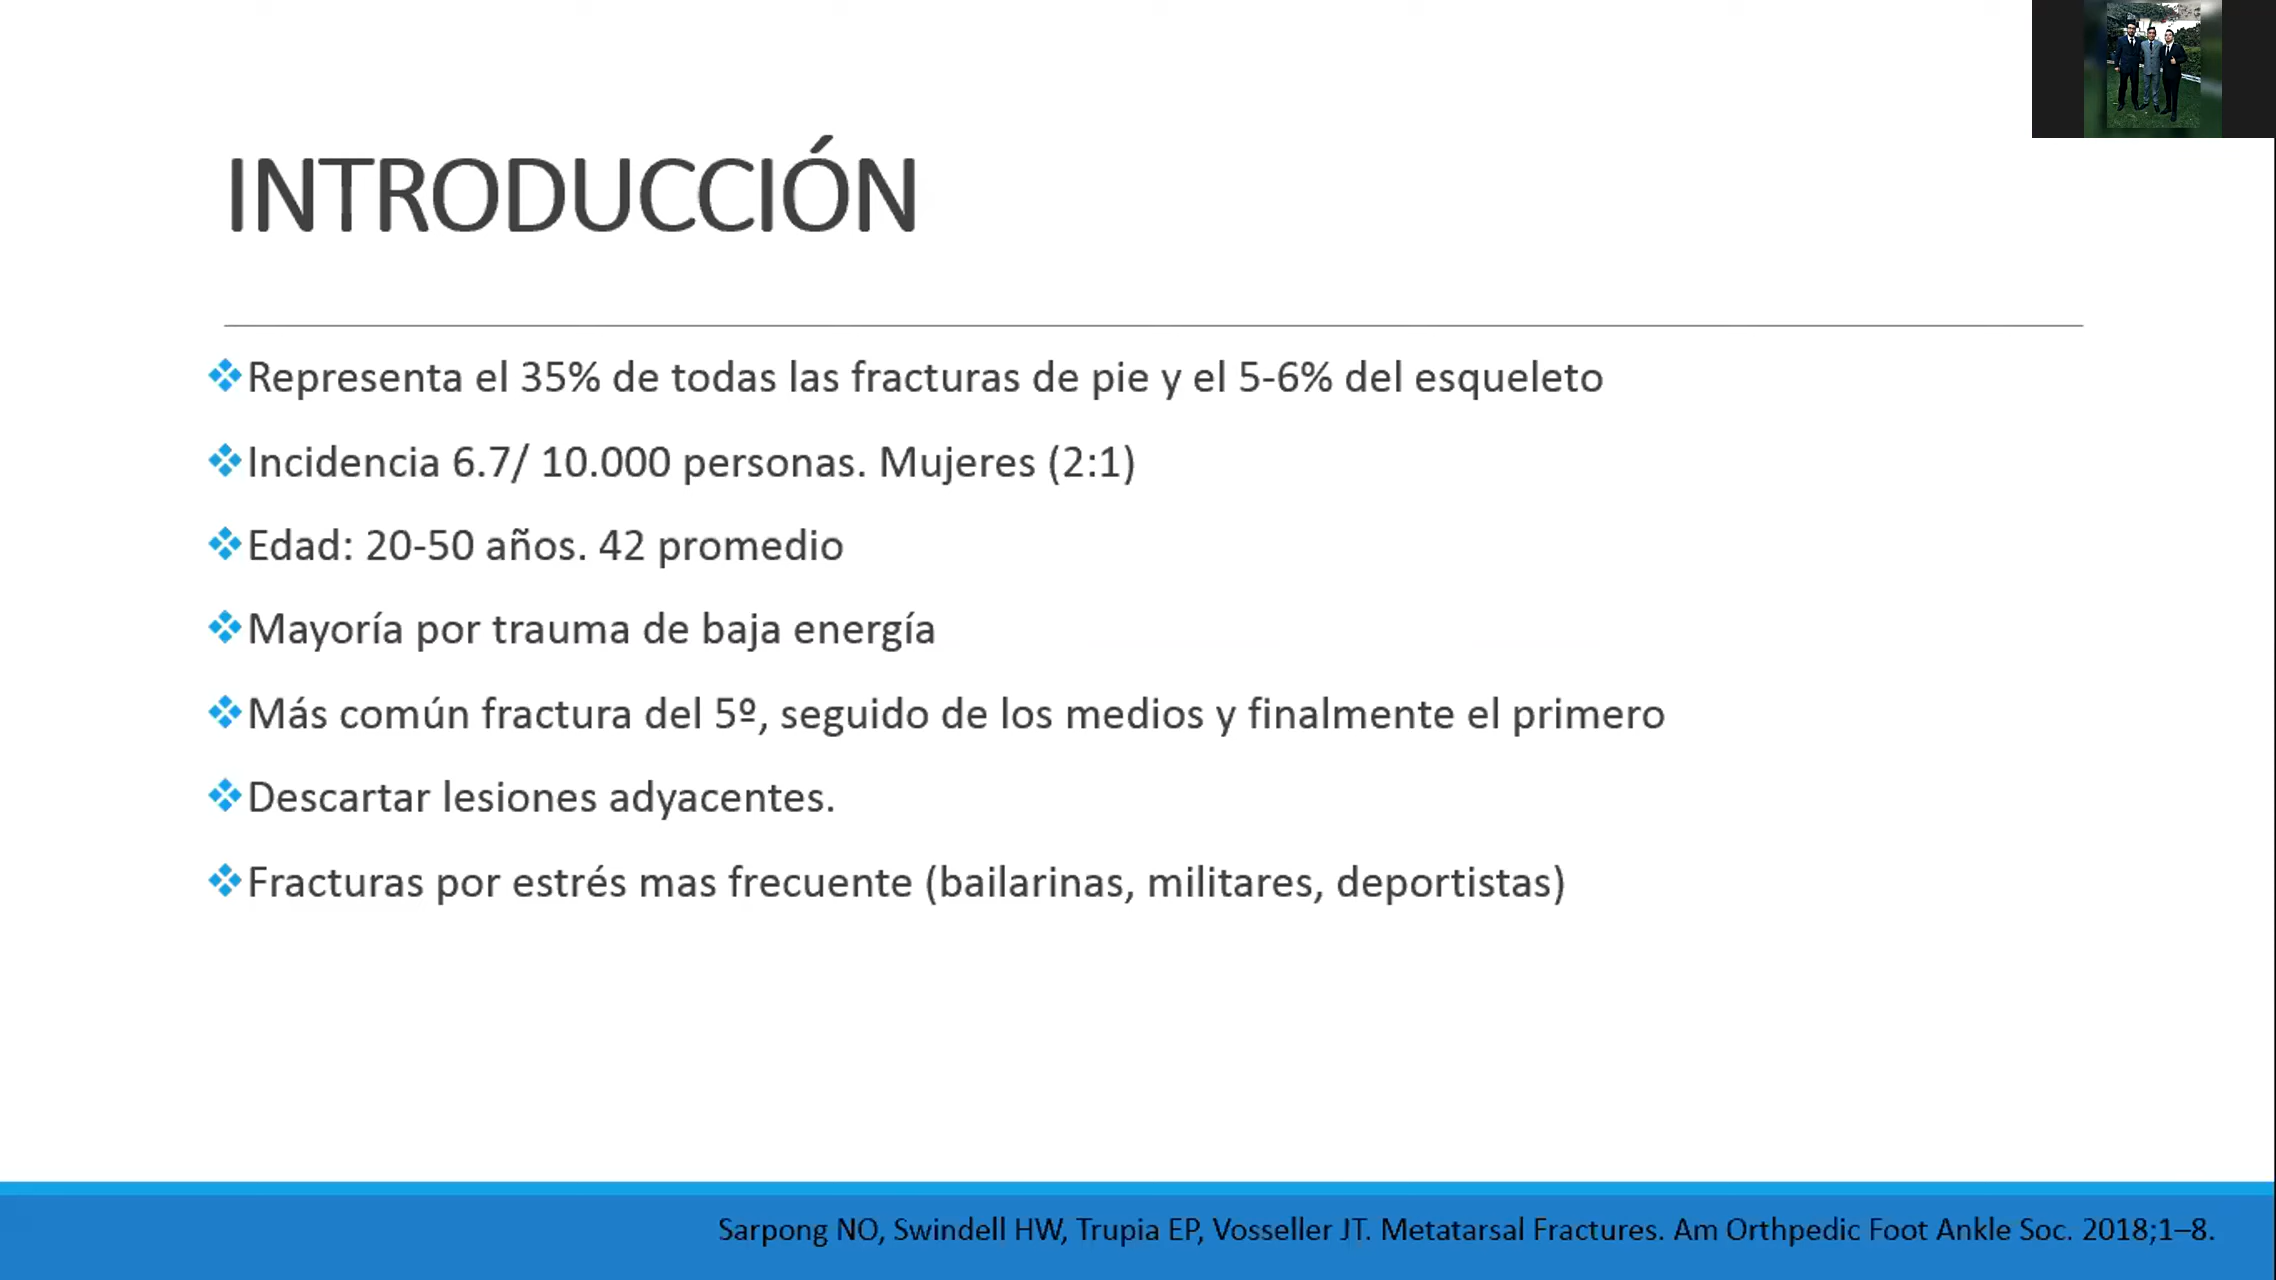 INTRODUCCIÓN
Representa el 35% de todas las fracturas de pie y el 5-6% del esqueleto
Incidencia 6.7/ 10.000 personas. Mujeres (2:1)
Edad: 20-50 años. 42 promedio
Mayoría por trauma de baja energía
Más común fractura del 5º, seguido de los medios y finalmente el primero
Descartar lesiones adyacentes.
Fracturas por estrés mas frecuente (bailarinas, militares, deportistas)
Sarpong NO, Swindell HW, Trupia EP, Vosseller JT. Metatarsal Fractures. Am Orthpedic Foot Ankle Soc. 2018;1–8.